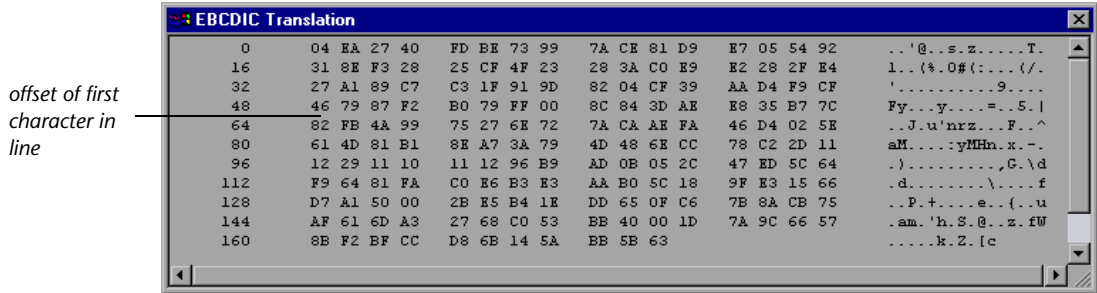 EBCDIC Translation
0 04 EA 27 40 FD BE 73 99 7A CE 81 D9 E7 05 54 92 ..'@..s.z.....T.
16 31 8E F3 28 25 CF 4F 23 28 3A C0 E9 E2 28 2F E4 1..(%.O#(:...(/.
32 27 A1 89 C7 C3 1F 91 9D 82 04 CF 39 AA D4 F9 CF '..........9....
48 46 79 87 F2 B0 79 FF 00 8C 84 3D AE E8 35 B7 7C Fy...y....=..5.|
64 82 FB 4A 99 75 27 6E 72 7A CA AE FA 46 D4 02 5E ..J.u'nrz...F..^
80 61 4D 81 B1 8E A7 3A 79 4D 48 6E CC 78 C2 2D 11 aM....:yMHn.x.-.
96 12 29 11 10 11 12 96 B9 AD 0B 05 2C 47 ED 5C 64 .).........,G.\d
112 F9 64 81 FA C0 E6 B3 E3 AA B0 5C 18 9F E3 15 66 .d........\....f
128 D7 A1 50 00 2B E5 B4 1E DD 65 0F C6 7B 8A CB 75 ..P.+....e..{..u
144 AF 61 6D A3 27 68 C0 53 BB 40 00 1D 7A 9C 66 57 .am.'h.S.@..z.fW
160 8B F2 BF CC D8 6B 14 5A BB 5B 63 .....k.Z.[c
offset of first
character in
line